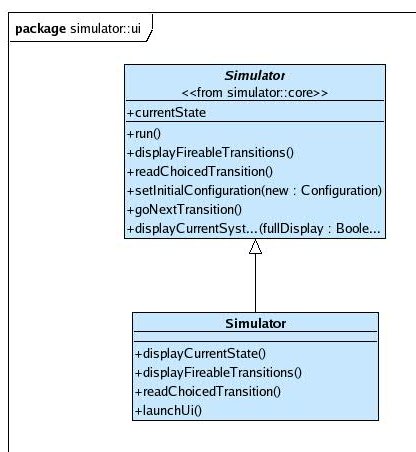 package simulator::ui
Simulator
<<from simulator::core>>
+currentState
+run()
+displayFireableTransitions()
+readChoicedTransition()
+setInitialConfiguration(new : Configuration)
+goNextTransition()
+displayCurrentSyst...(fullDisplay : Boole...
Simulator
+displayCurrentState()
+displayFireableTransitions()
+readChoicedTransition()
+launchUi()